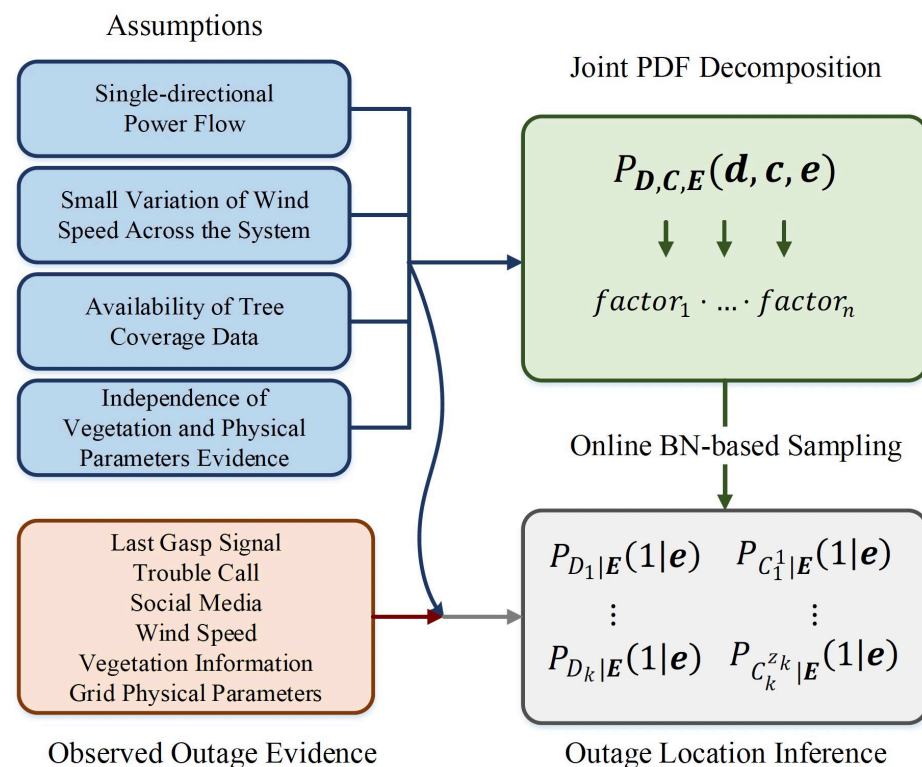 Assumptions
Single-directional
Power Flow
Small Variation of Wind
Speed Across the System
Availability of Tree
Coverage Data
Independence of
Vegetation and Physical
Parameters Evidence
Last Gasp Signal
Trouble Call
Social Media
Wind Speed
Vegetation Information
Grid Physical Parameters
Observed Outage Evidence
Joint PDF Decomposition
P_{D,C,E}(d, c, e)
factor_1 · … · factor_n
Online BN-based Sampling
P_{D_1|E}(1|e) P_{C_1^1|E}(1|e)
⋮ ⋮
P_{D_k|E}(1|e) P_{C_k^{z_k}|E}(1|e)
Outage Location Inference